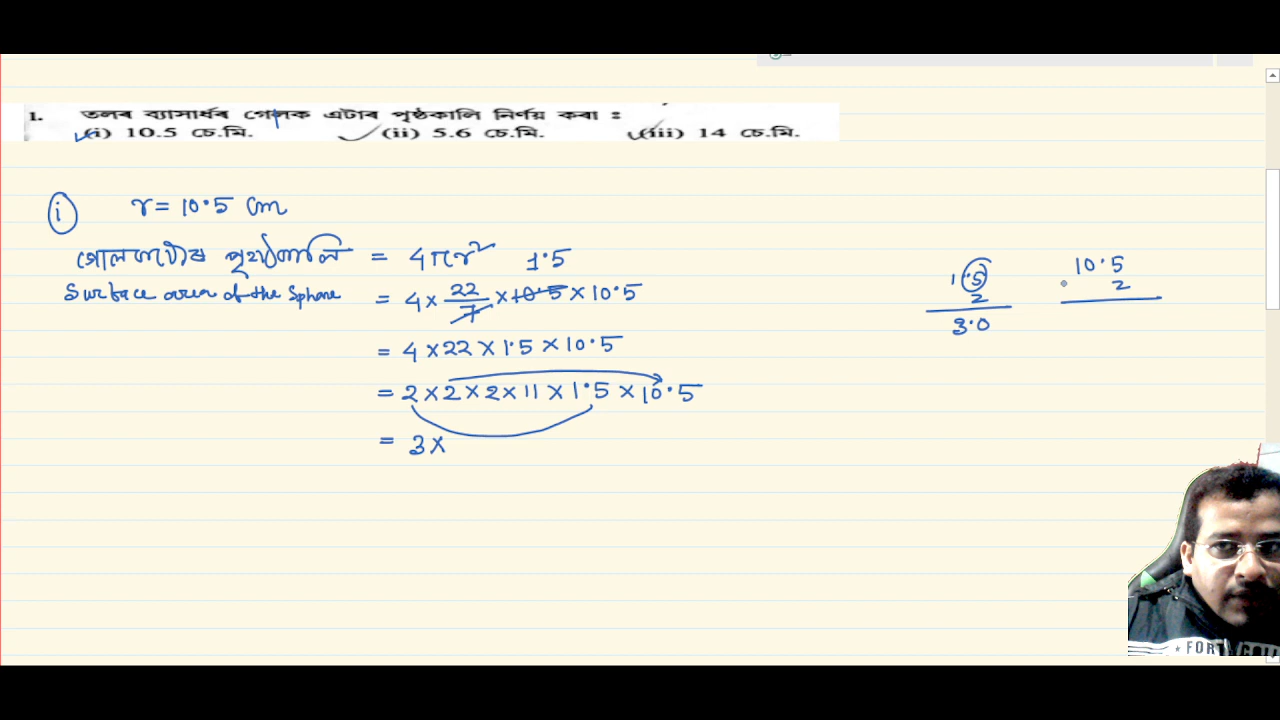 1. তলৰ ব্যাসাৰ্ধৰ গোলক এটাৰ পৃষ্ঠকালি নিৰ্ণয় কৰা :
(i) 10.5 চে.মি. (ii) 5.6 চে.মি. (iii) 14 চে.মি.
i r = 10.5 cm
গোলকটোৰ পৃষ্ঠকালি = 4πr²
Surface area of the Sphere = 4 × 22/7 × 10.5 × 10.5
1.5
= 4 × 22 × 1.5 × 10.5
= 2 × 2 × 2 × 11 × 1.5 × 10.5
= 3 ×
1.5
2
3.0
10.5
2
★ FORT